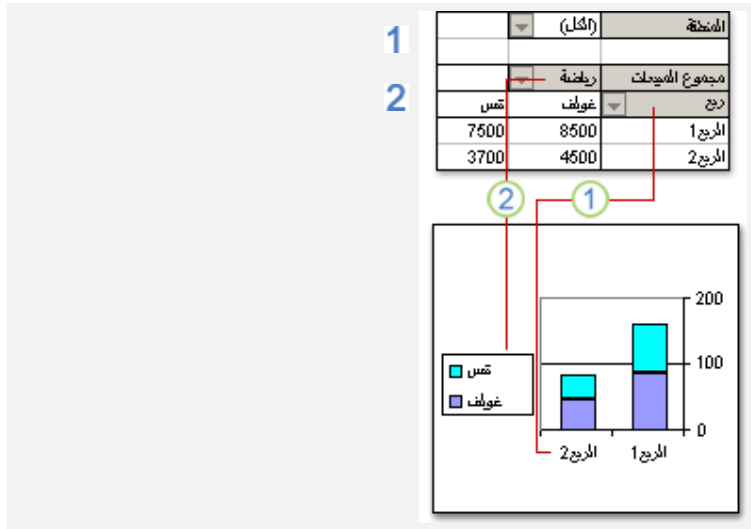 1
2
المنطقة (الكل)
مجموع المبيعات رياضة
ربع غولف تنس
الربع1 8500 7500
الربع2 4500 3700
2 1
200
100
0
تنس
غولف
الربع1 الربع2